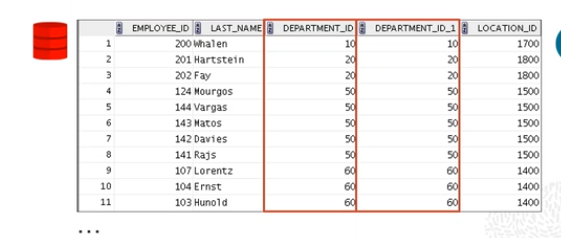 EMPLOYEE_ID LAST_NAME DEPARTMENT_ID DEPARTMENT_ID_1 LOCATION_ID
1 200 Whalen 10 10 1700
2 201 Hartstein 20 20 1800
3 202 Fay 20 20 1800
4 124 Mourgos 50 50 1500
5 144 Vargas 50 50 1500
6 143 Matos 50 50 1500
7 142 Davies 50 50 1500
8 141 Rajs 50 50 1500
9 107 Lorentz 60 60 1400
10 104 Ernst 60 60 1400
11 103 Hunold 60 60 1400
...